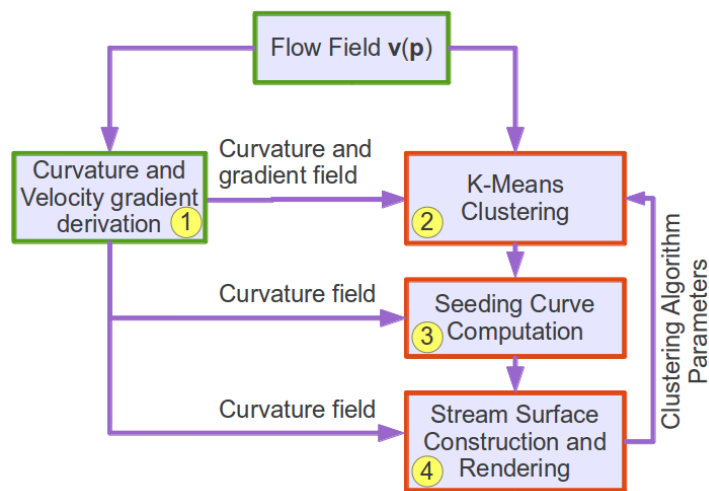 Flow Field v(p)
Curvature and
Velocity gradient
derivation
1
Curvature and
gradient field
K-Means
Clustering
2
Curvature field
Seeding Curve
Computation
3
Curvature field
Stream Surface
Construction and
Rendering
4
Clustering Algorithm
Parameters